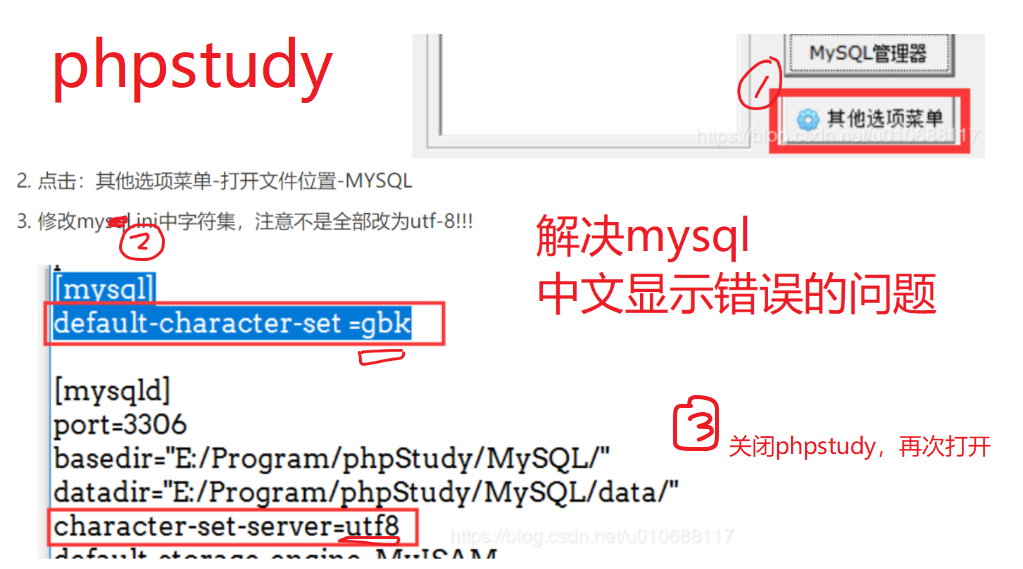 phpstudy
MySQL管理器
1
其他选项菜单
https://blog.csdn.net/u010688117
2. 点击：其他选项菜单-打开文件位置-MYSQL
3. 修改mysql.ini中字符集，注意不是全部改为utf-8!!!
2
解决mysql
中文显示错误的问题
[mysql]
default-character-set =gbk
[mysqld]
port=3306
3
关闭phpstudy，再次打开
basedir="E:/Program/phpStudy/MySQL/"
datadir="E:/Program/phpStudy/MySQL/data/"
character-set-server=utf8
https://blog.csdn.net/u010688117
default-storage-engine=MyISAM